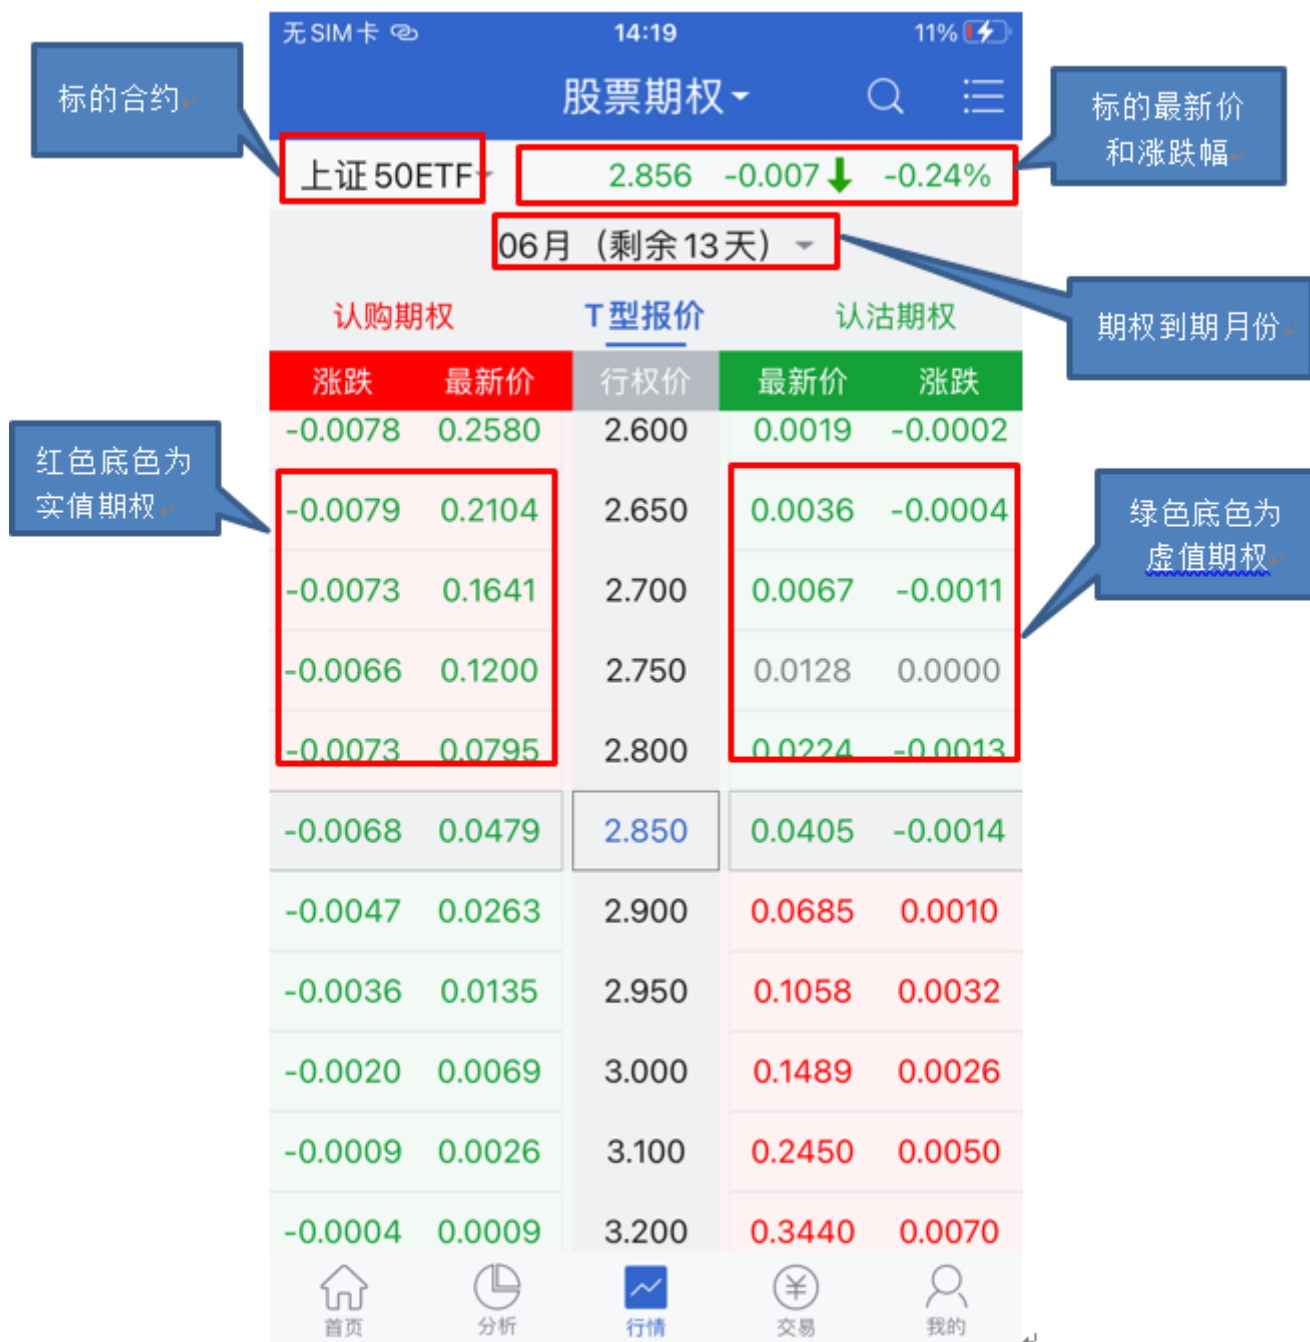 无SIM卡 14:19 11%
标的合约
股票期权
标的最新价
和涨跌幅
上证50ETF 2.856 -0.007 -0.24%
06月（剩余13天）
期权到期月份
认购期权 T型报价 认沽期权
涨跌 最新价 行权价 最新价 涨跌
-0.0078 0.2580 2.600 0.0019 -0.0002
红色底色为
实值期权
-0.0079 0.2104 2.650 0.0036 -0.0004
绿色底色为
虚值期权
-0.0073 0.1641 2.700 0.0067 -0.0011
-0.0066 0.1200 2.750 0.0128 0.0000
-0.0073 0.0795 2.800 0.0224 -0.0013
-0.0068 0.0479 2.850 0.0405 -0.0014
-0.0047 0.0263 2.900 0.0685 0.0010
-0.0036 0.0135 2.950 0.1058 0.0032
-0.0020 0.0069 3.000 0.1489 0.0026
-0.0009 0.0026 3.100 0.2450 0.0050
-0.0004 0.0009 3.200 0.3440 0.0070
首页 分析 行情 交易 我的